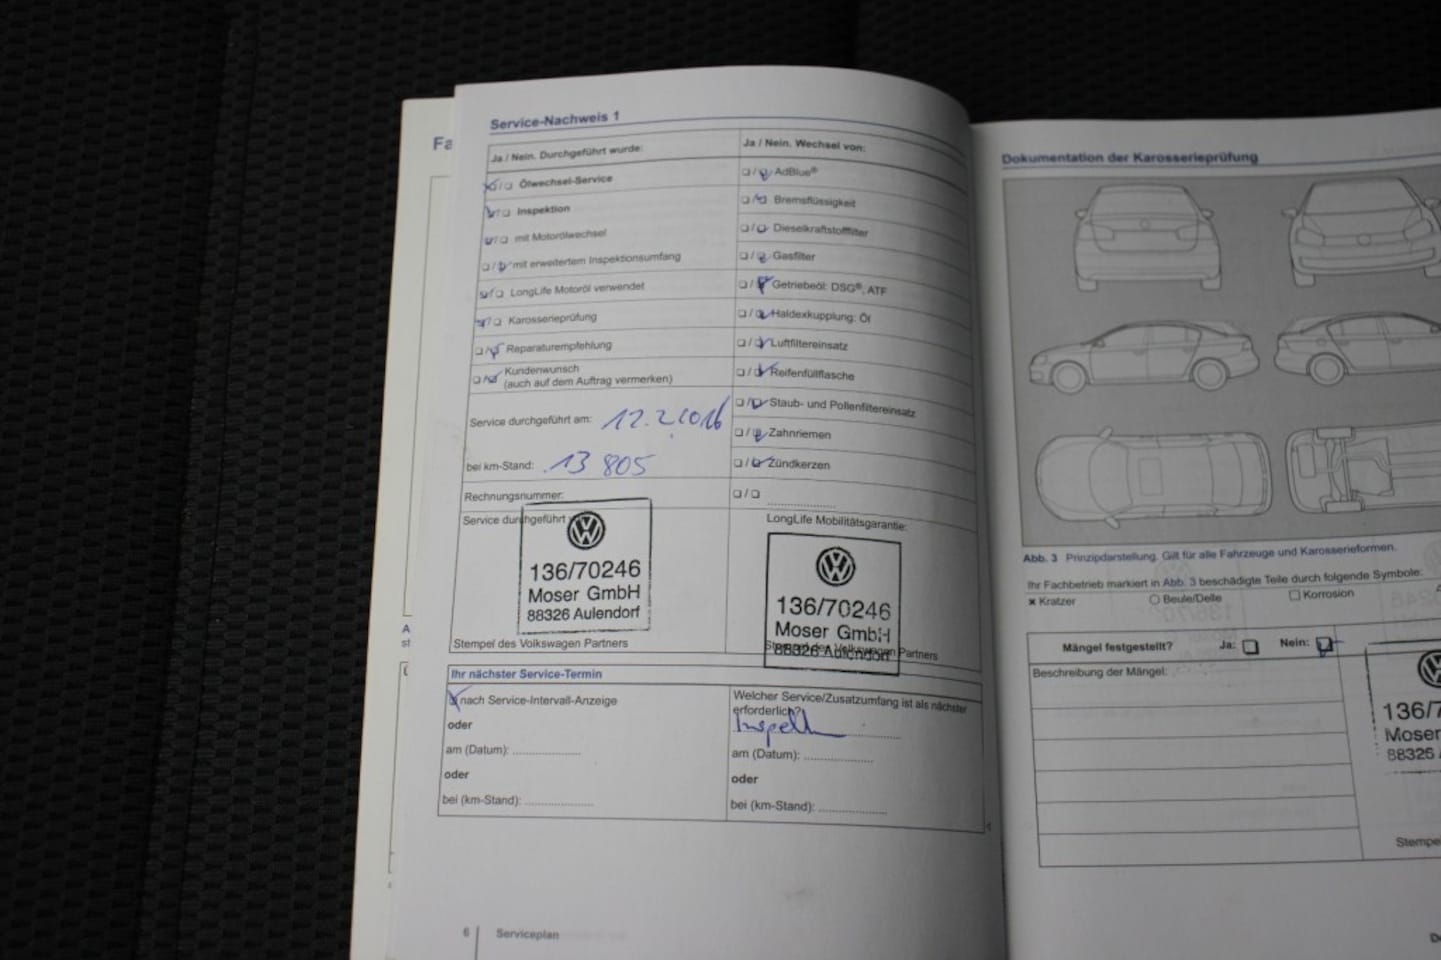 Fa
Service-Nachweis 1
Ja / Nein. Durchgeführt wurde:
Ölwechsel-Service
Inspektion
mit Motorölwechsel
mit erweitertem Inspektionsumfang
LongLife Motoröl verwendet
Karosserieprüfung
Reparaturempfehlung
Kundenwunsch
(auch auf dem Auftrag vermerken)
Service durchgeführt am: 12.2.2016
bei km-Stand: 13 805
Rechnungsnummer:
Service durchgeführt
136/70246
Moser GmbH
88326 Aulendorf
Stempel des Volkswagen Partners
Ja / Nein. Wechsel von:
AdBlue®
Bremsflüssigkeit
Dieselkraftstofffilter
Gasfilter
Getriebeöl: DSG®, ATF
Haldexkupplung: Öl
Luftfiltereinsatz
Reifenfüllflasche
Staub- und Pollenfiltereinsatz
Zahnriemen
Zündkerzen
LongLife Mobilitätsgarantie:
136/70246
Moser GmbH
88326 Aulendorf
Stempel des Volkswagen Partners
Ihr nächster Service-Termin
nach Service-Intervall-Anzeige
oder
am (Datum):
oder
bei (km-Stand):
Welcher Service/Zusatzumfang ist als nächster
erforderlich?
am (Datum):
oder
bei (km-Stand):
6 Serviceplan
Dokumentation der Karosserieprüfung
Abb. 3 Prinzipdarstellung. Gilt für alle Fahrzeuge und Karosserieformen.
Ihr Fachbetrieb markiert in Abb. 3 beschädigte Teile durch folgende Symbole:
Kratzer Beule/Delle Korrosion
Mängel festgestellt? Ja: Nein:
Beschreibung der Mängel:
136/7
Moser
88326
Stempe